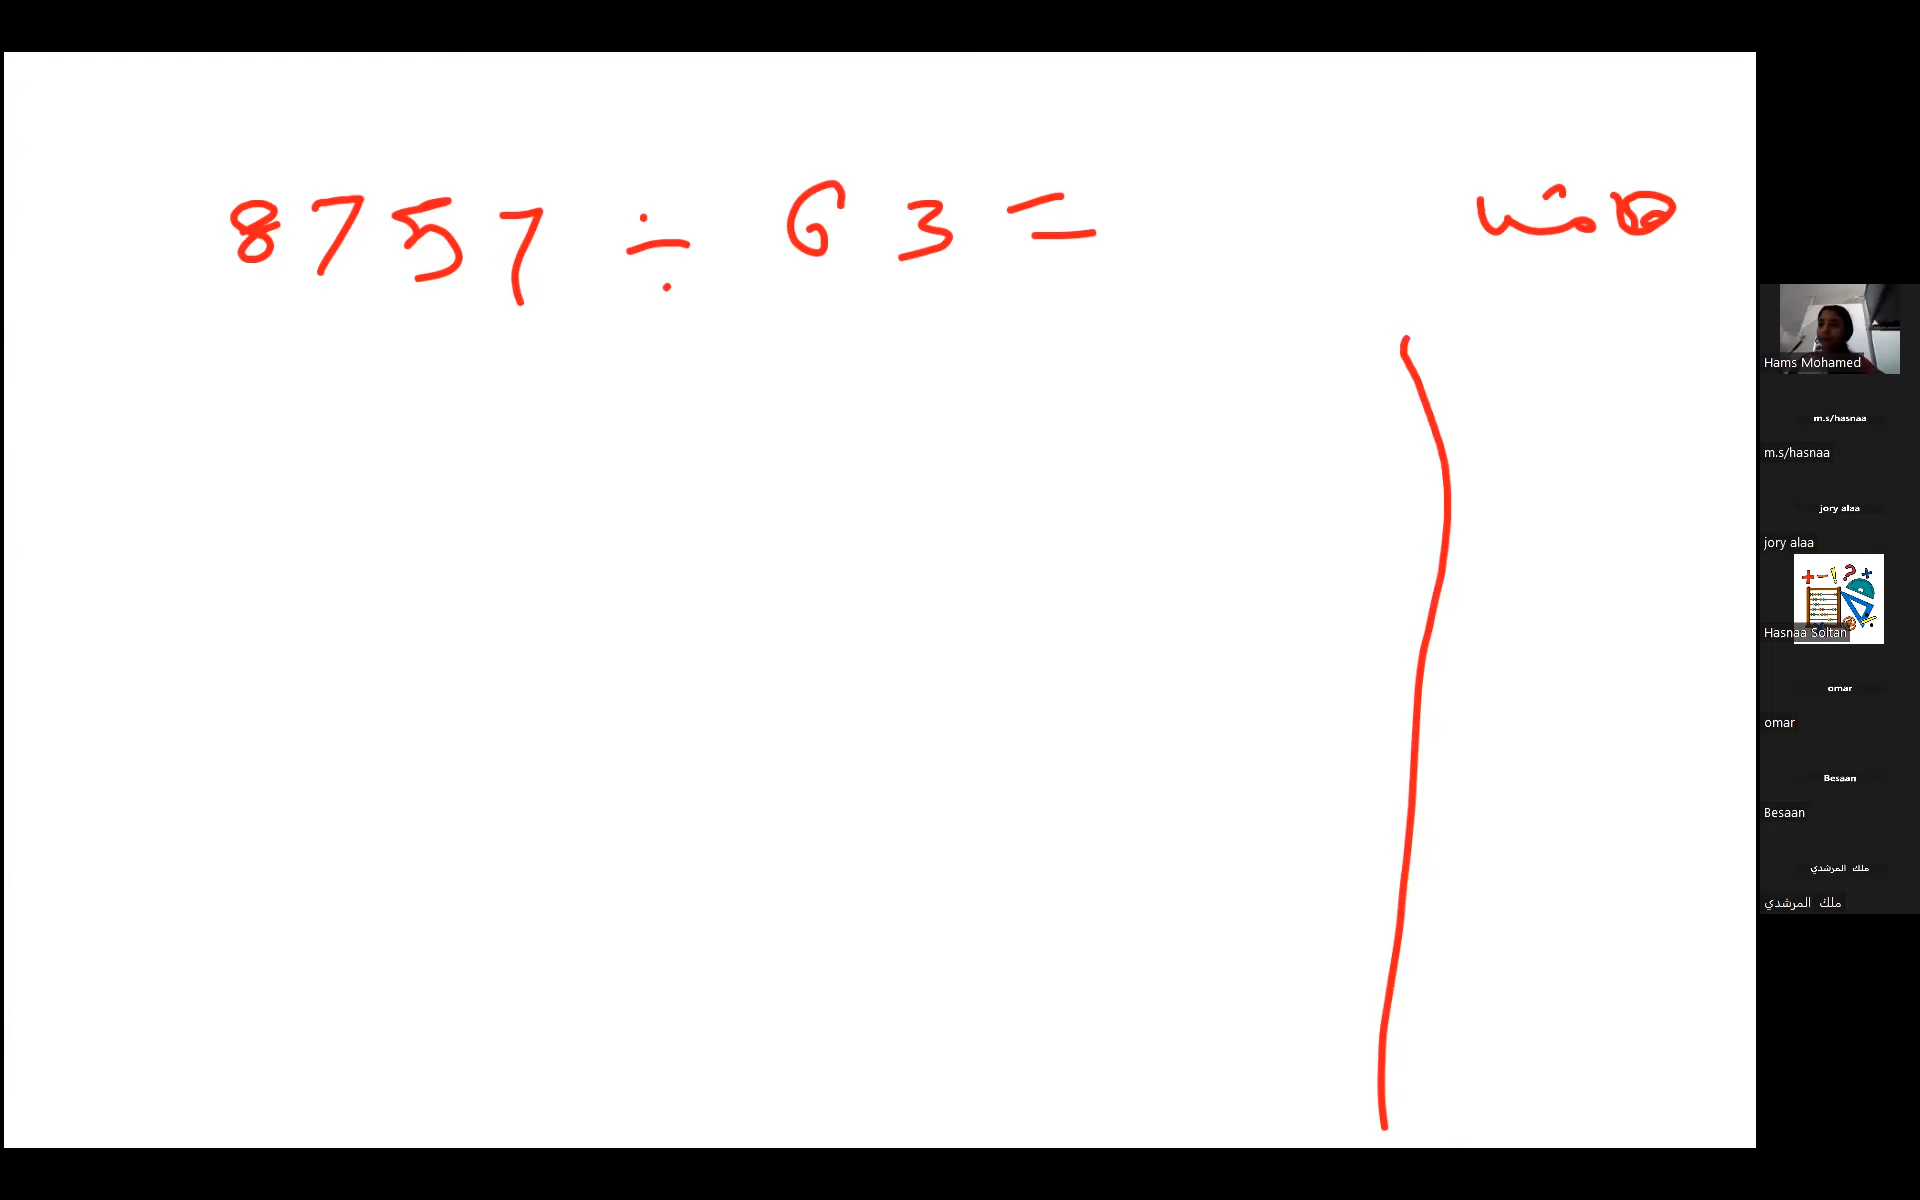 8757 ÷ 63 =
Hams Mohamed
m.s/hasnaa
m.s/hasnaa
jory alaa
jory alaa
Hasnaa Soltan
omar
omar
Besaan
Besaan
ملك المرشدي
ملك المرشدي